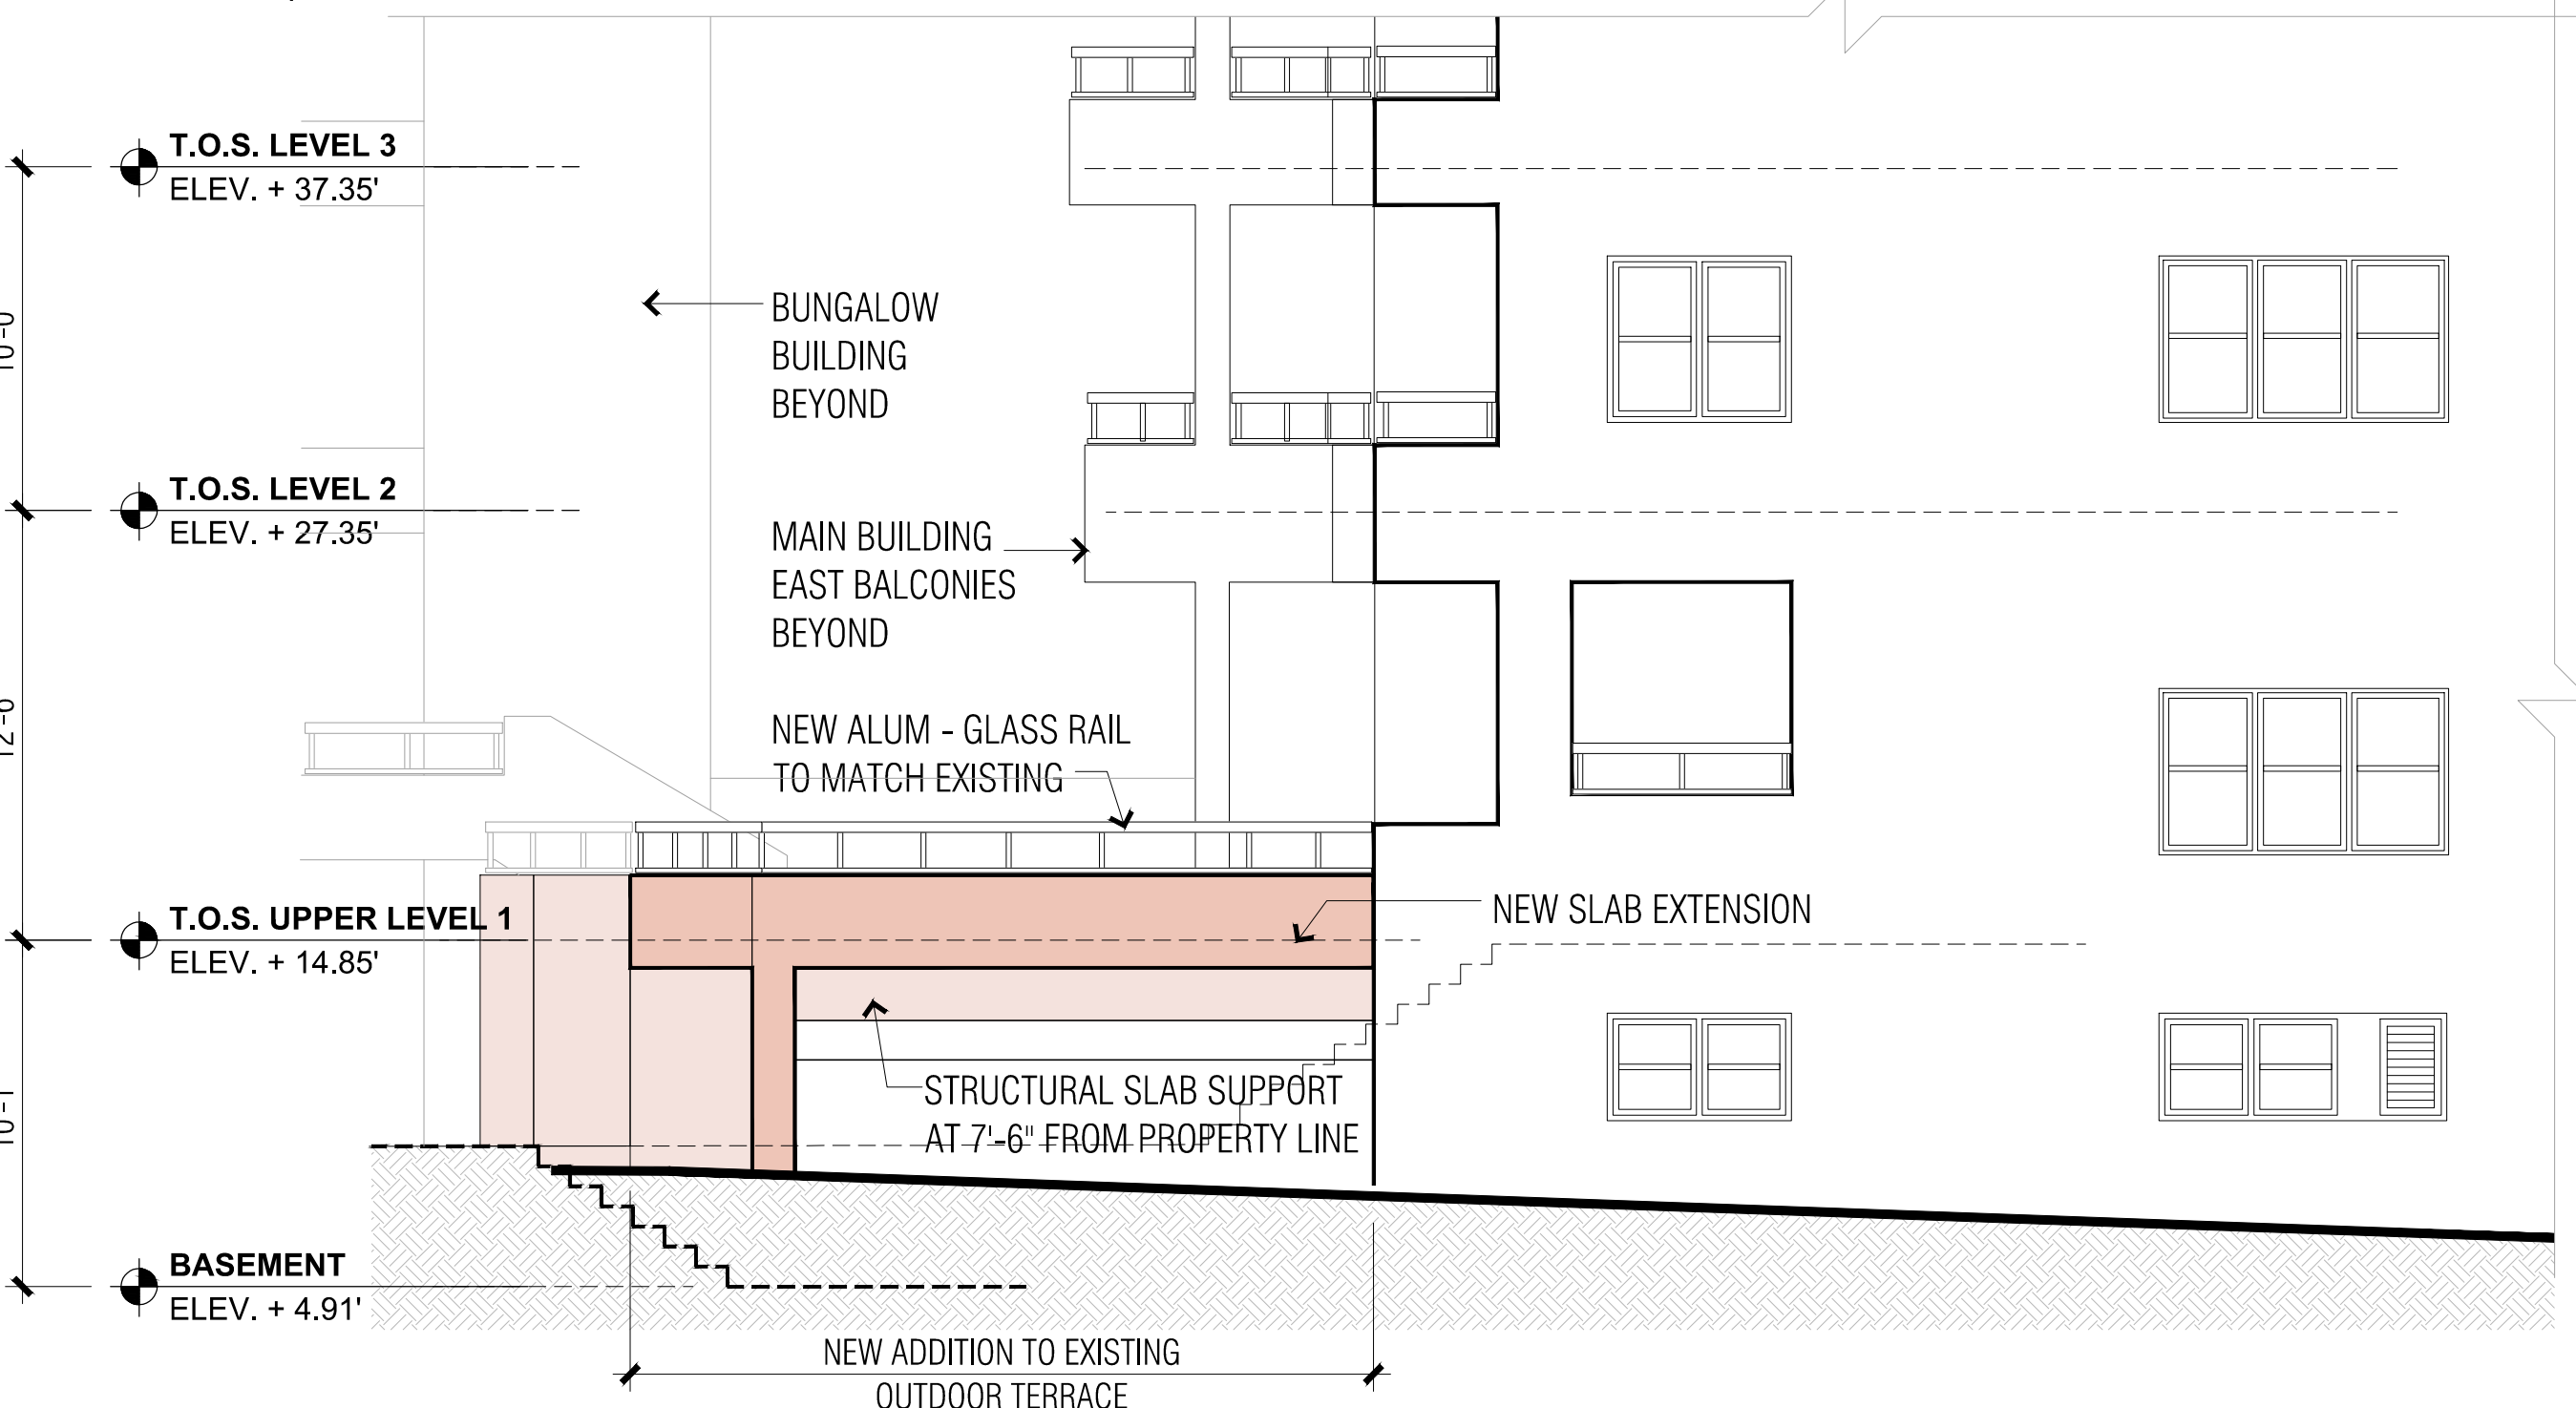 T.O.S. LEVEL 3
ELEV. + 37.35'
BUNGALOW
BUILDING
BEYOND
T.O.S. LEVEL 2
ELEV. + 27.35'
MAIN BUILDING
EAST BALCONIES
BEYOND
NEW ALUM - GLASS RAIL
TO MATCH EXISTING
NEW SLAB EXTENSION
T.O.S. UPPER LEVEL 1
ELEV. + 14.85'
STRUCTURAL SLAB SUPPORT
AT 7'-6" FROM PROPERTY LINE
BASEMENT
ELEV. + 4.91'
NEW ADDITION TO EXISTING
OUTDOOR TERRACE